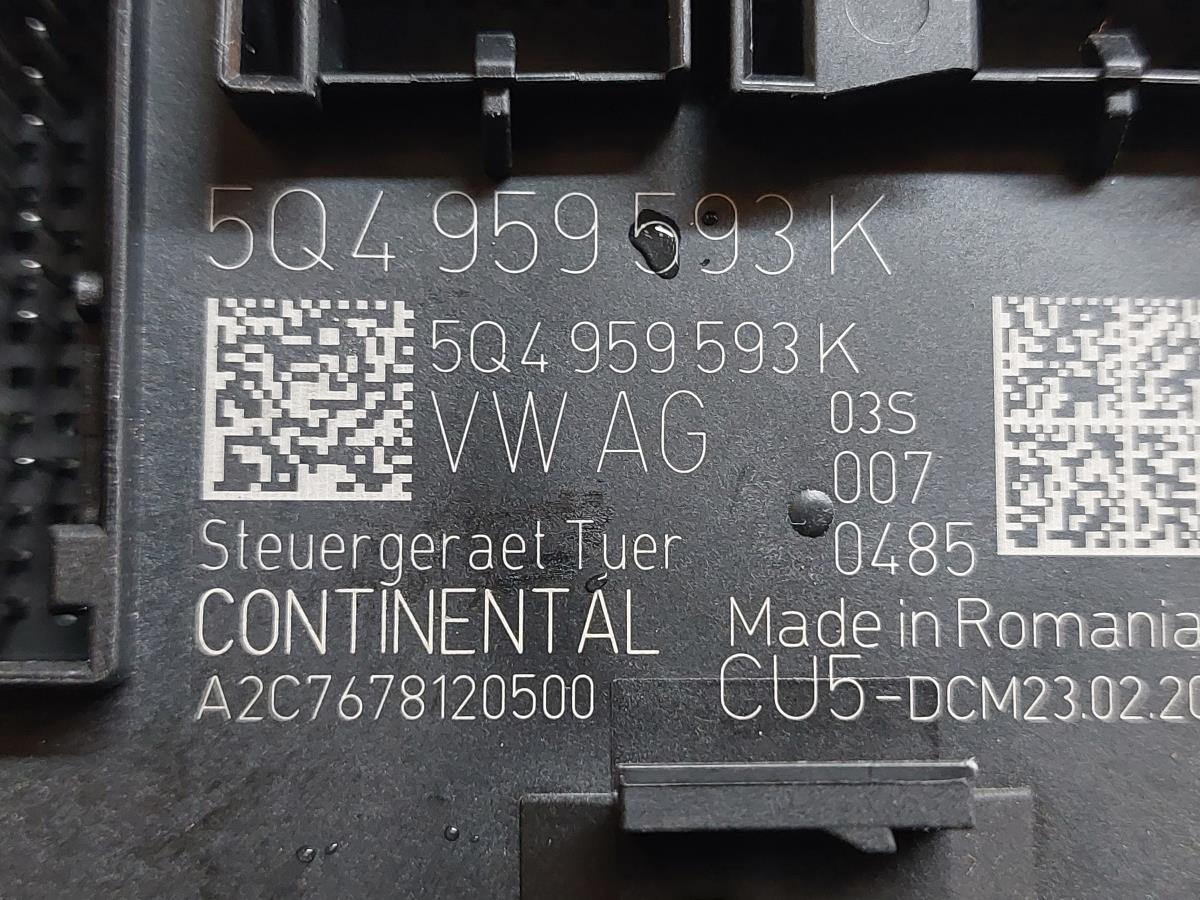 5Q4 959 593 K
5Q4 959 593 K
VW AG
03S
007
0485
Steuergeraet Tuer
CONTINENTAL
Made in Romania
A2C7678120500
CU5-DCM23.02.20